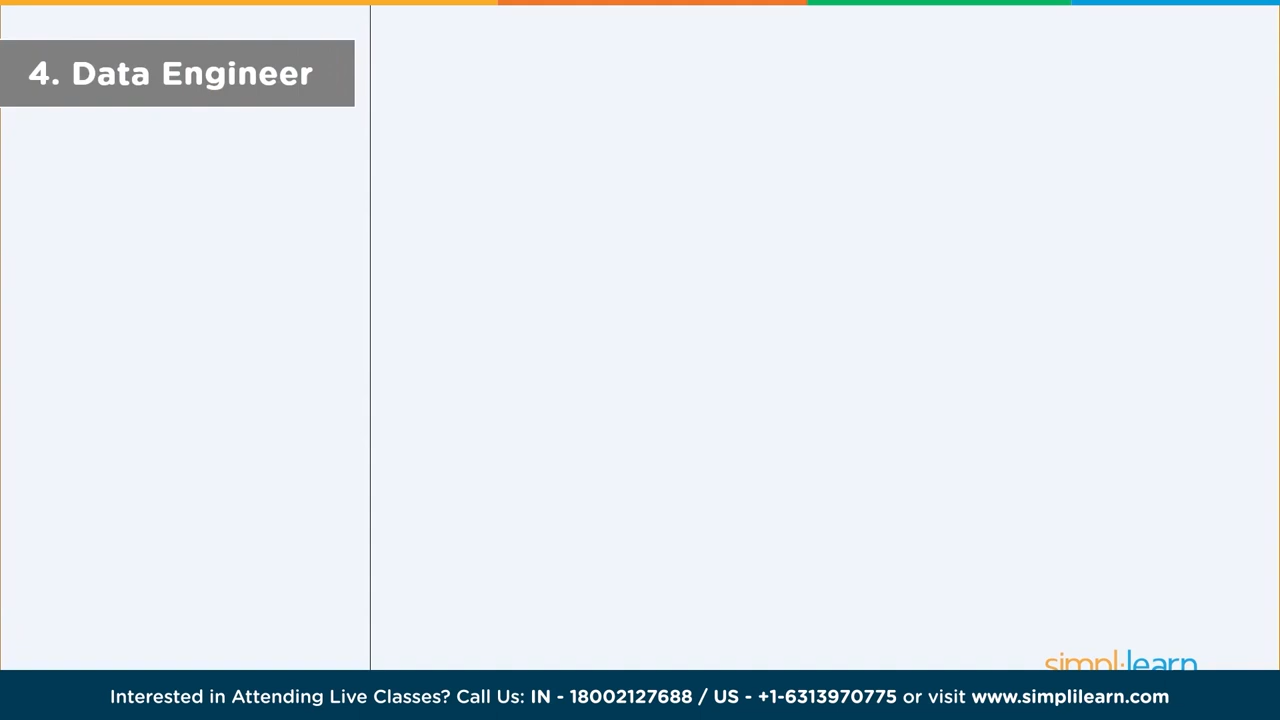 4. Data Engineer
simplilearn
Interested in Attending Live Classes? Call Us: IN - 18002127688 / US - +1-6313970775 or visit www.simplilearn.com